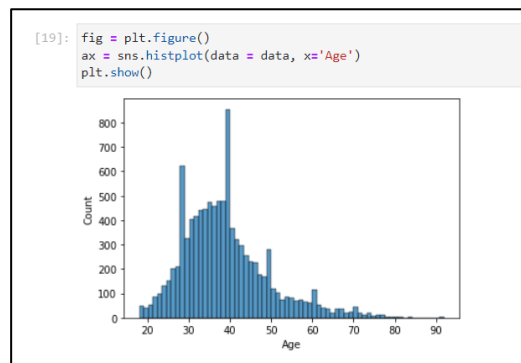 [19]: fig = plt.figure()
ax = sns.histplot(data = data, x='Age')
plt.show()
800
700
600
500
400
300
200
100
0
Count
20 30 40 50 60 70 80 90
Age